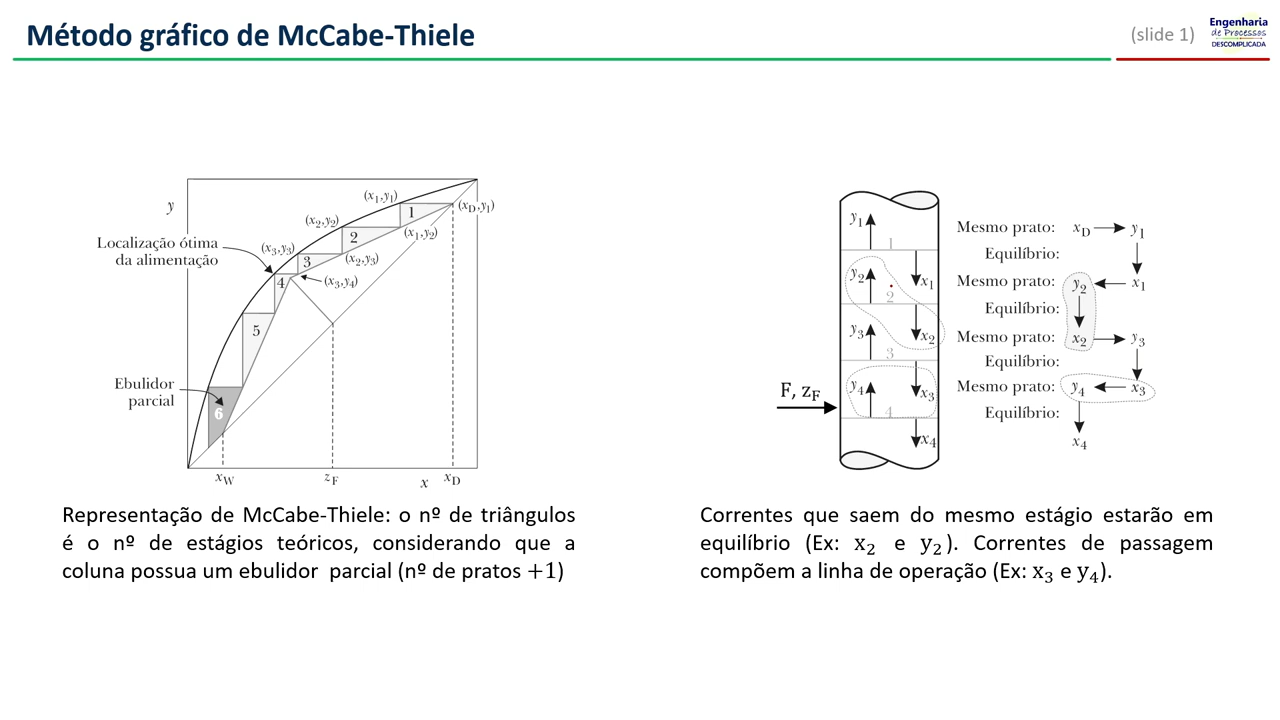 Método gráfico de McCabe-Thiele
(slide 1)
Engenharia
de Processos
DESCOMPLICADA
y
(x₁,y₁)
1
(x_D,y₁)
(x₂,y₂)
2
(x₁,y₂)
Localização ótima
da alimentação
(x₃,y₃)
3
(x₂,y₃)
4
(x₃,y₄)
5
Ebulidor
parcial
6
x_W
z_F
x
x_D
Representação de McCabe-Thiele: o nº de triângulos
é o nº de estágios teóricos, considerando que a
coluna possua um ebulidor parcial (nº de pratos +1)
y₁
1
y₂
x₁
2
y₃
x₂
3
F, z_F
y₄
x₃
4
x₄
Mesmo prato: x_D y₁
Equilíbrio:
Mesmo prato: y₂ x₁
Equilíbrio:
Mesmo prato: x₂ y₃
Equilíbrio:
Mesmo prato: y₄ x₃
Equilíbrio:
x₄
Correntes que saem do mesmo estágio estarão em
equilíbrio (Ex: x₂ e y₂). Correntes de passagem
compõem a linha de operação (Ex: x₃ e y₄).